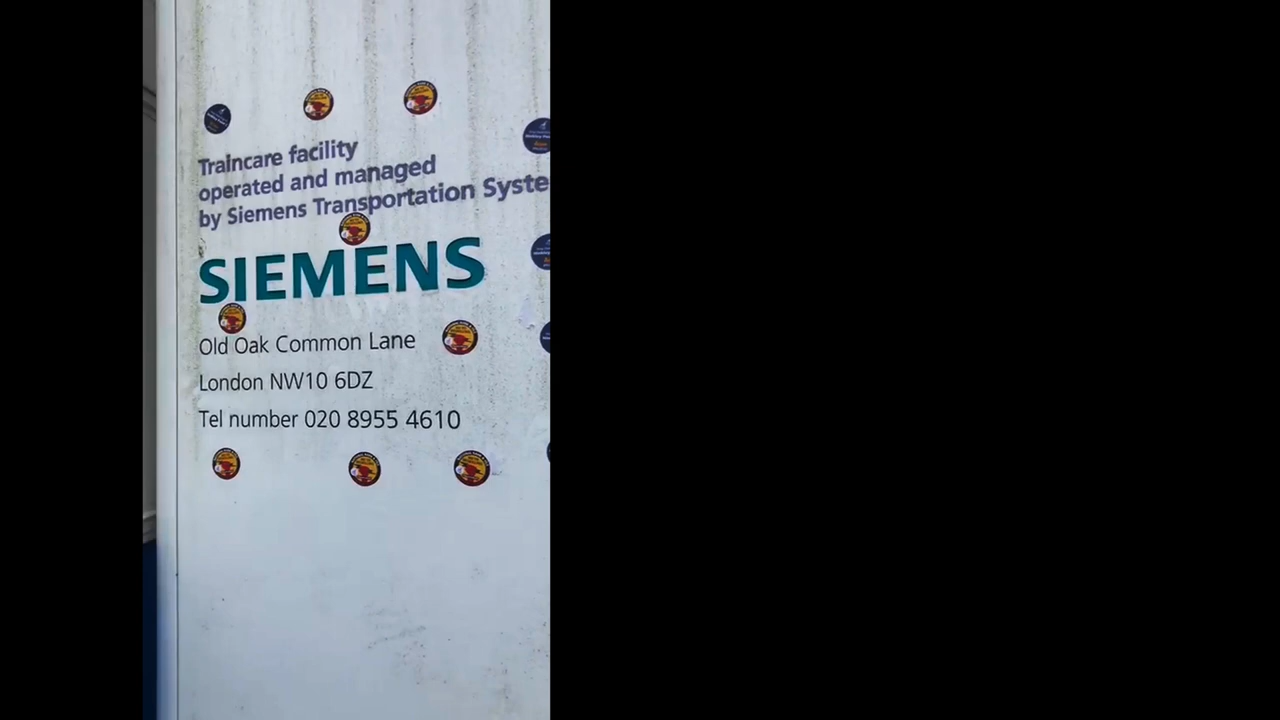 Traincare facility
operated and managed
by Siemens Transportation Syste
SIEMENS
Old Oak Common Lane
London NW10 6DZ
Tel number 020 8955 4610